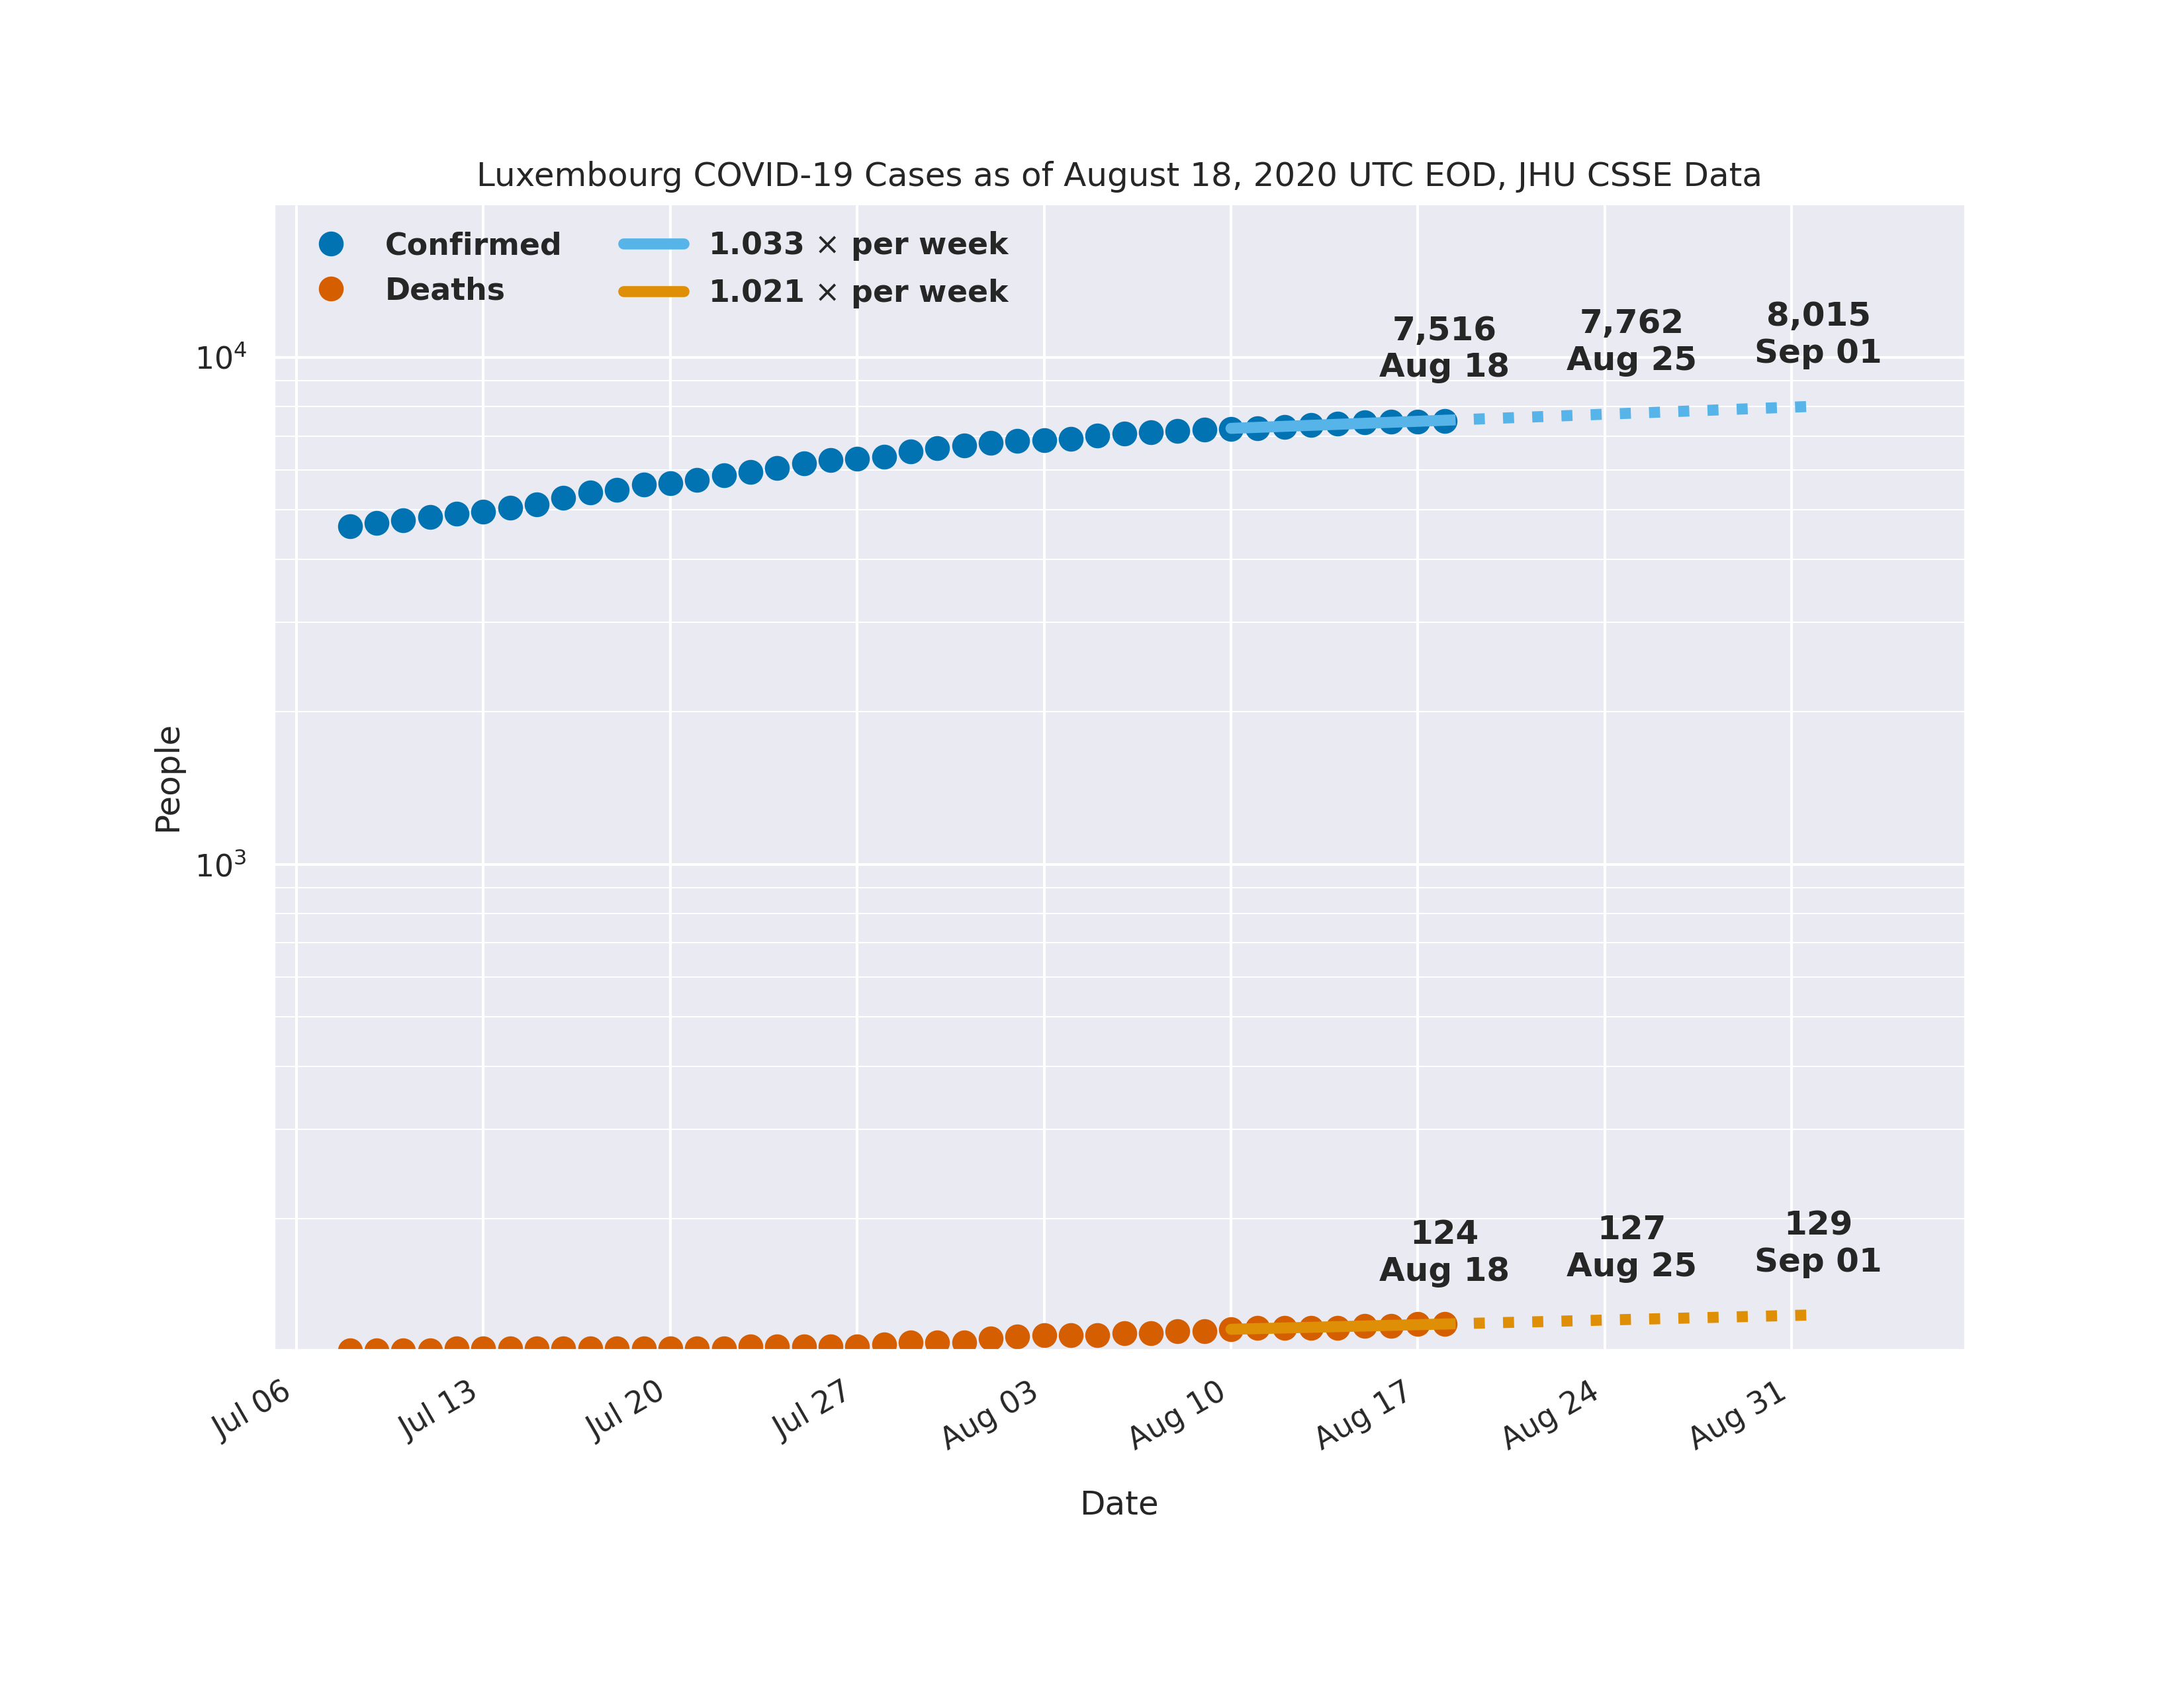 Luxembourg COVID-19 Cases as of August 18, 2020 UTC EOD, JHU CSSE Data
Confirmed
Deaths
1.033 × per week
1.021 × per week
7,516
Aug 18
7,762
Aug 25
8,015
Sep 01
10⁴
10³
People
124
Aug 18
127
Aug 25
129
Sep 01
Jul 06
Jul 13
Jul 20
Jul 27
Aug 03
Aug 10
Aug 17
Aug 24
Aug 31
Date